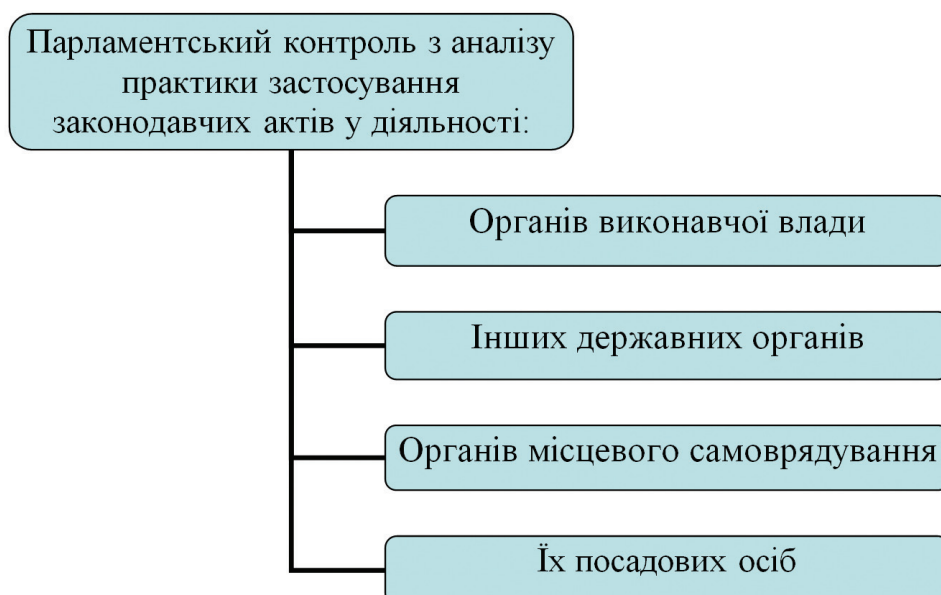 Парламентський контроль з аналізу
практики застосування
законодавчих актів у діяльності:
Органів виконавчої влади
Інших державних органів
Органів місцевого самоврядування
Їх посадових осіб